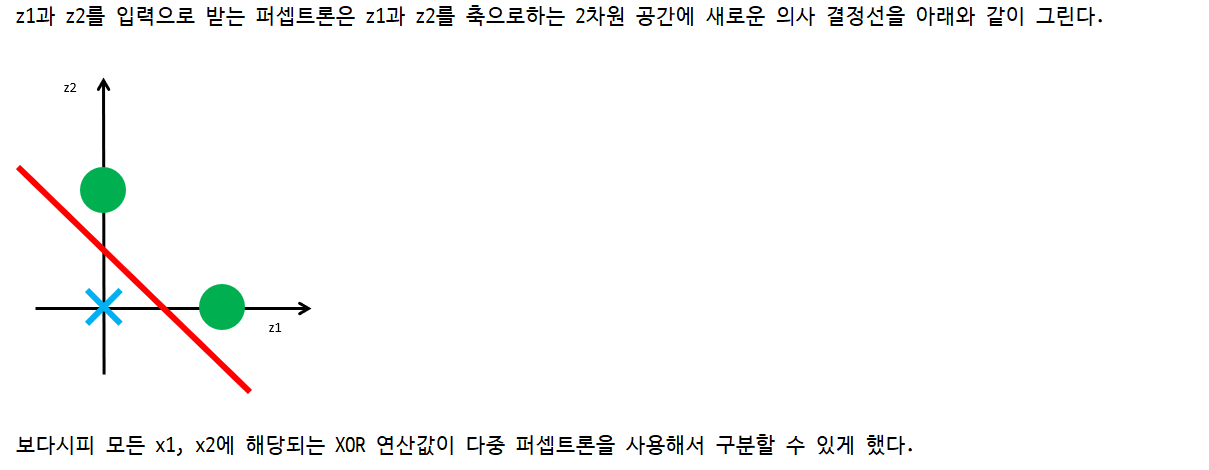 z1과 z2를 입력으로 받는 퍼셉트론은 z1과 z2를 축으로하는 2차원 공간에 새로운 의사 결정선을 아래와 같이 그린다.
z2
z1
보다시피 모든 x1, x2에 해당되는 XOR 연산값이 다중 퍼셉트론을 사용해서 구분할 수 있게 했다.